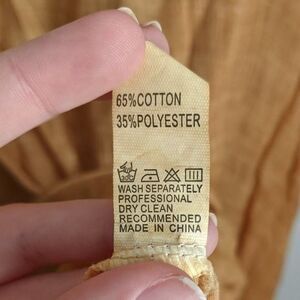 65%COTTON
35%POLYESTER
WASH SEPARATELY
PROFESSIONAL
DRY CLEAN
RECOMMENDED
MADE IN CHINA